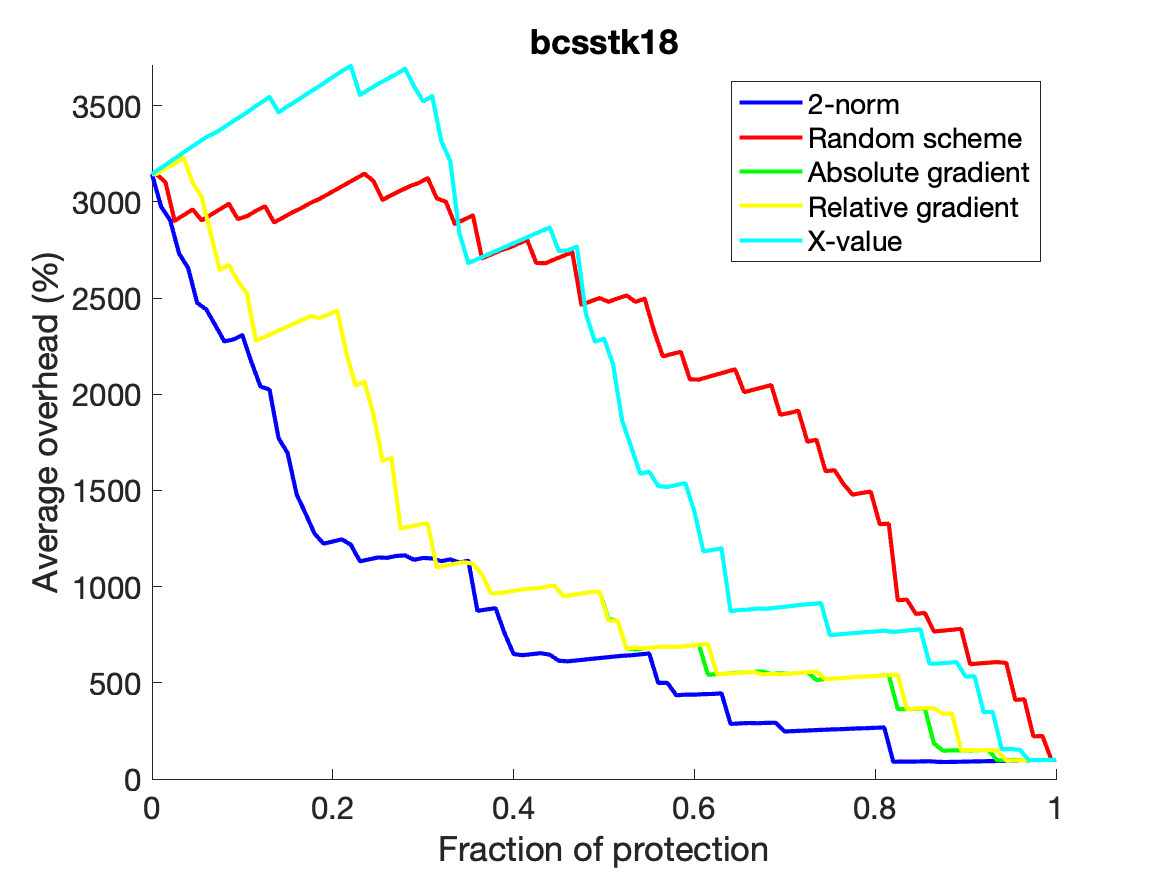 bcsstk18
Average overhead (%)
3500
3000
2500
2000
1500
1000
500
0
2-norm
Random scheme
Absolute gradient
Relative gradient
X-value
0 0.2 0.4 0.6 0.8 1
Fraction of protection